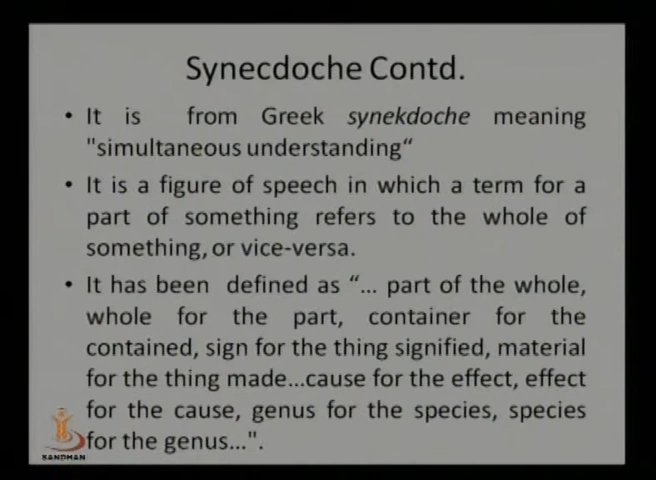 Synecdoche Contd.
• It is from Greek synekdoche meaning
"simultaneous understanding“
• It is a figure of speech in which a term for a
part of something refers to the whole of
something, or vice-versa.
• It has been defined as “... part of the whole,
whole for the part, container for the
contained, sign for the thing signified, material
for the thing made...cause for the effect, effect
for the cause, genus for the species, species
for the genus...".
SANDHAN